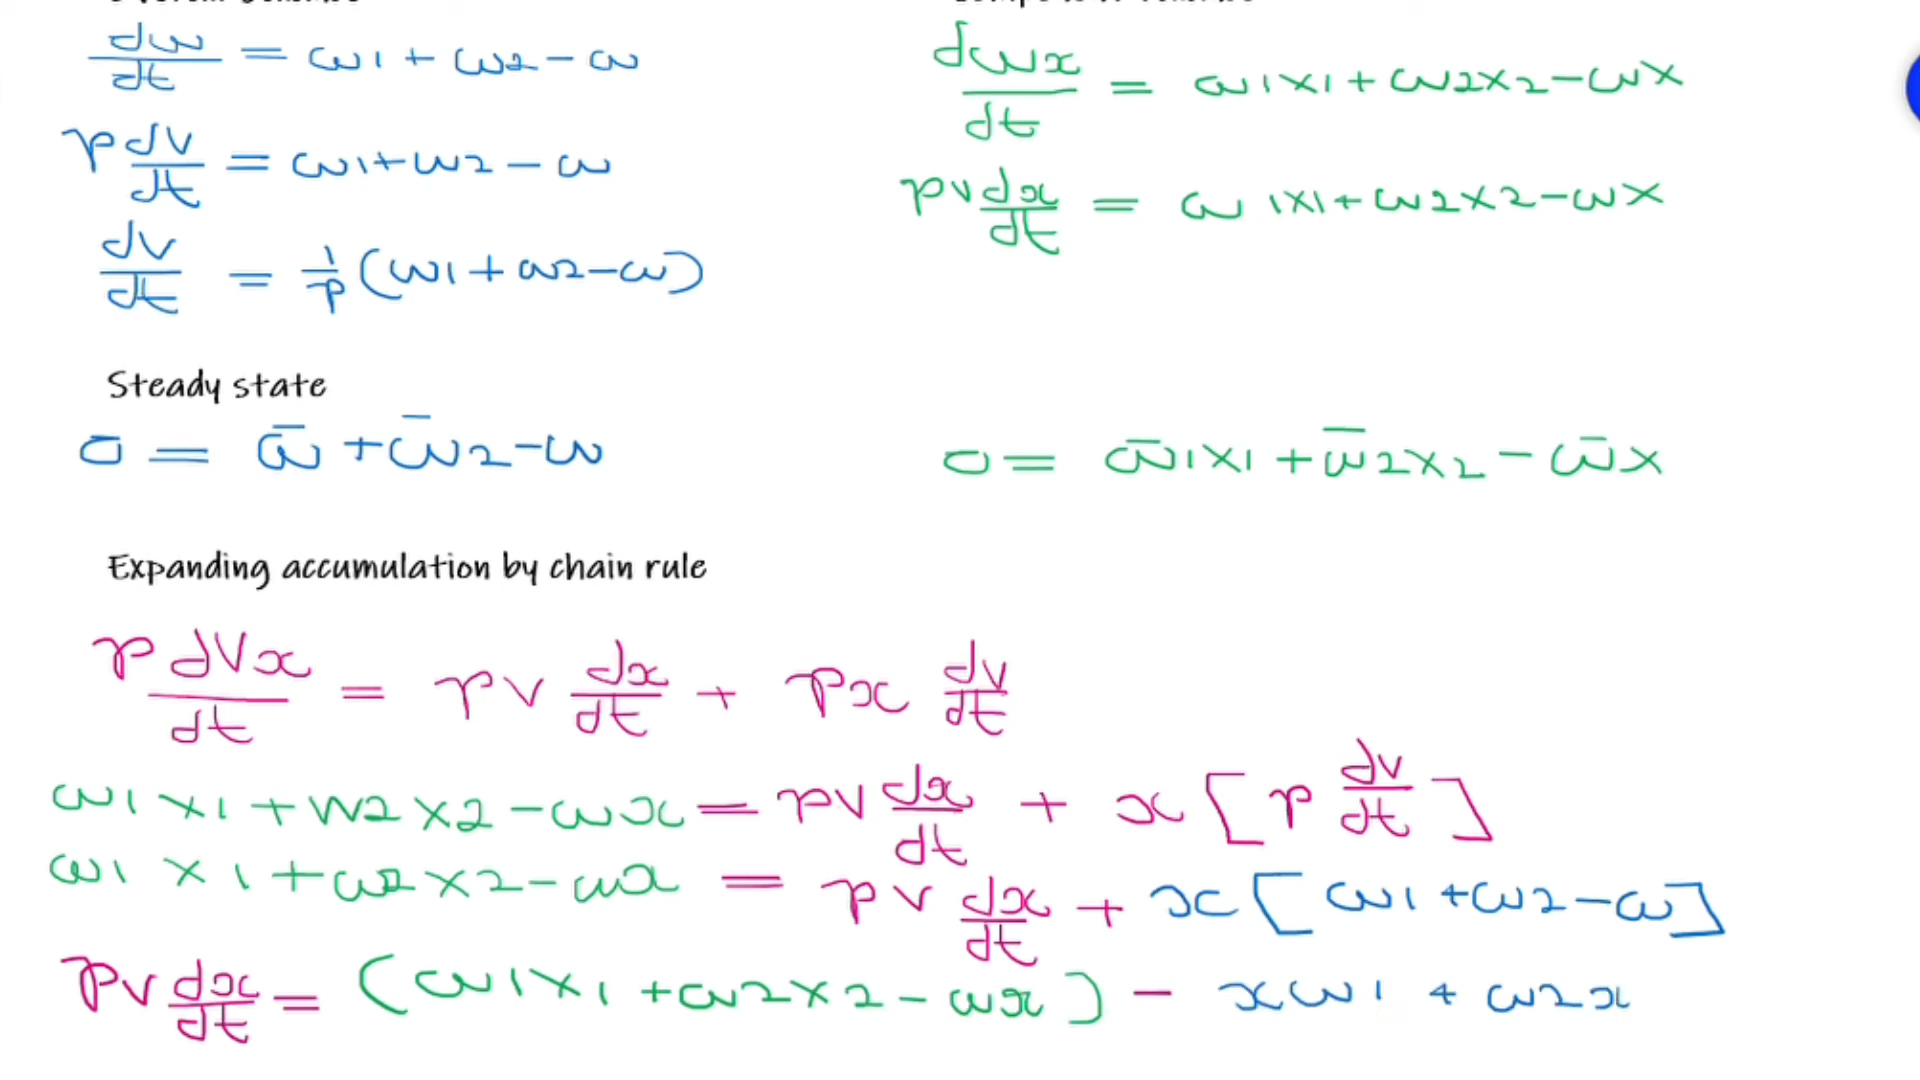 dw/dt = w1 + w2 - w
ρ dV/dt = w1 + w2 - w
dV/dt = 1/ρ (w1 + w2 - w)
dwx/dt = w1x1 + w2x2 - wx
ρv dx/dt = w1x1 + w2x2 - wx
Steady state
0 = w̄ + w̄2 - w
0 = w̄1x1 + w̄2x2 - w̄x
Expanding accumulation by chain rule
ρ dVx/dt = ρv dx/dt + ρx dv/dt
w1x1 + w2x2 - wx = ρv dx/dt + x [ρ dv/dt]
w1x1 + w2x2 - wx = ρv dx/dt + x [w1 + w2 - w]
ρv dx/dt = (w1x1 + w2x2 - wx) - xw1 + w2x